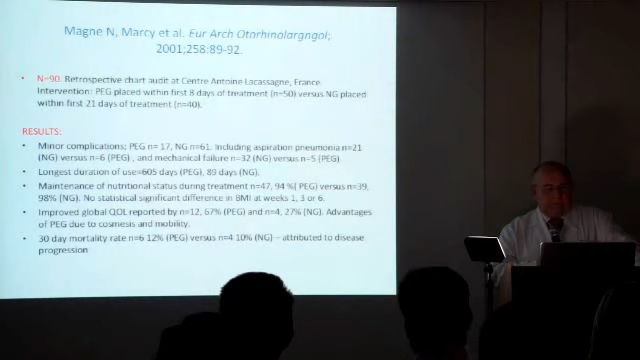 Magne N, Marcy et al. Eur Arch Otorhinolargngol;
2001;258:89-92.
• N=90. Retrospective chart audit at Centre Antoine Lacassagne, France.
Intervention: PEG placed within first 8 days of treatment (n=50) versus NG placed
within first 21 days of treatment (n=40).
RESULTS:
• Minor complications; PEG n= 17, NG n=61. Including aspiration pneumonia n=21
(NG) versus n=6 (PEG) , and mechanical failure n=32 (NG) versus n=5 (PEG)
• Longest duration of use=605 days (PEG), 89 days (NG).
• Maintenance of nutritional status during treatment n=47, 94 %( PEG) versus n=39,
98% (NG). No statistical significant difference in BMI at weeks 1, 3 or 6.
• Improved global QOL reported by n=12, 67% (PEG) and n=4, 27% (NG). Advantages
of PEG due to cosmesis and mobility.
• 30 day mortality rate n=6 12% (PEG) versus n=4 10% (NG) – attributed to disease
progression